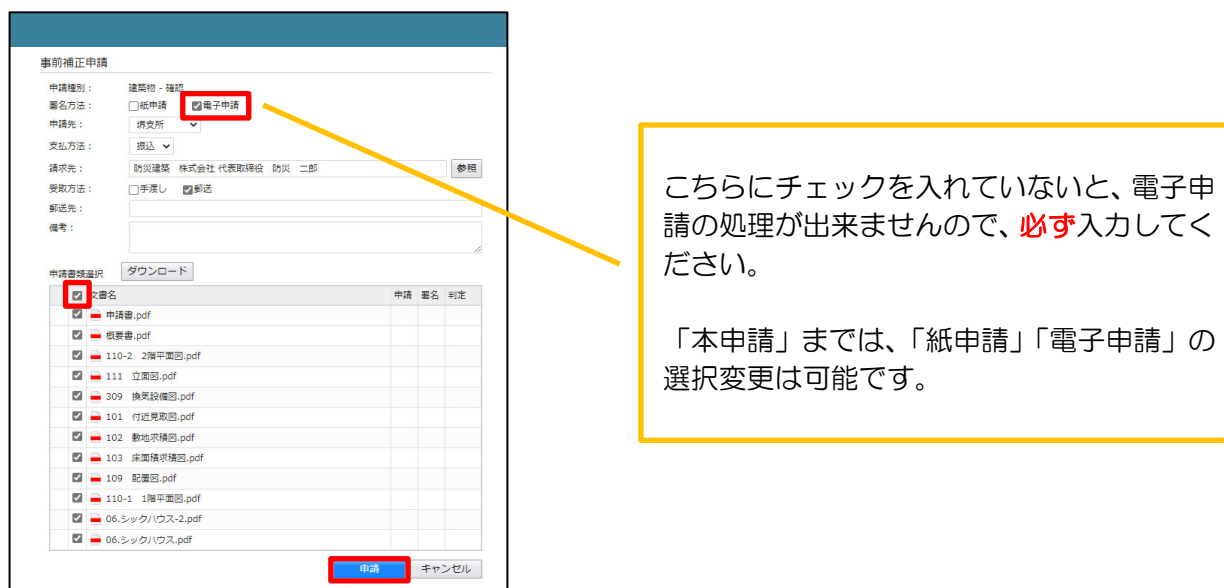 事前補正申請
申請種別： 建築物 - 確認
署名方法： 紙申請 電子申請
申請先： 堺支所
支払方法： 振込
請求先： 防災建築 株式会社 代表取締役 防災 二郎 参照
受取方法： 手渡し 郵送
郵送先：
備考：
申請書類選択 ダウンロード
文書名 申請 署名 判定
申請書.pdf
概要書.pdf
110-2 2階平面図.pdf
111 立面図.pdf
309 換気設備図.pdf
101 付近見取図.pdf
102 敷地求積図.pdf
103 床面積求積図.pdf
109 配置図.pdf
110-1 1階平面図.pdf
06.シックハウス-2.pdf
06.シックハウス.pdf
申請 キャンセル
こちらにチェックを入れていないと、電子申
請の処理が出来ませんので、必ず入力してく
ださい。
「本申請」までは、「紙申請」「電子申請」の
選択変更は可能です。